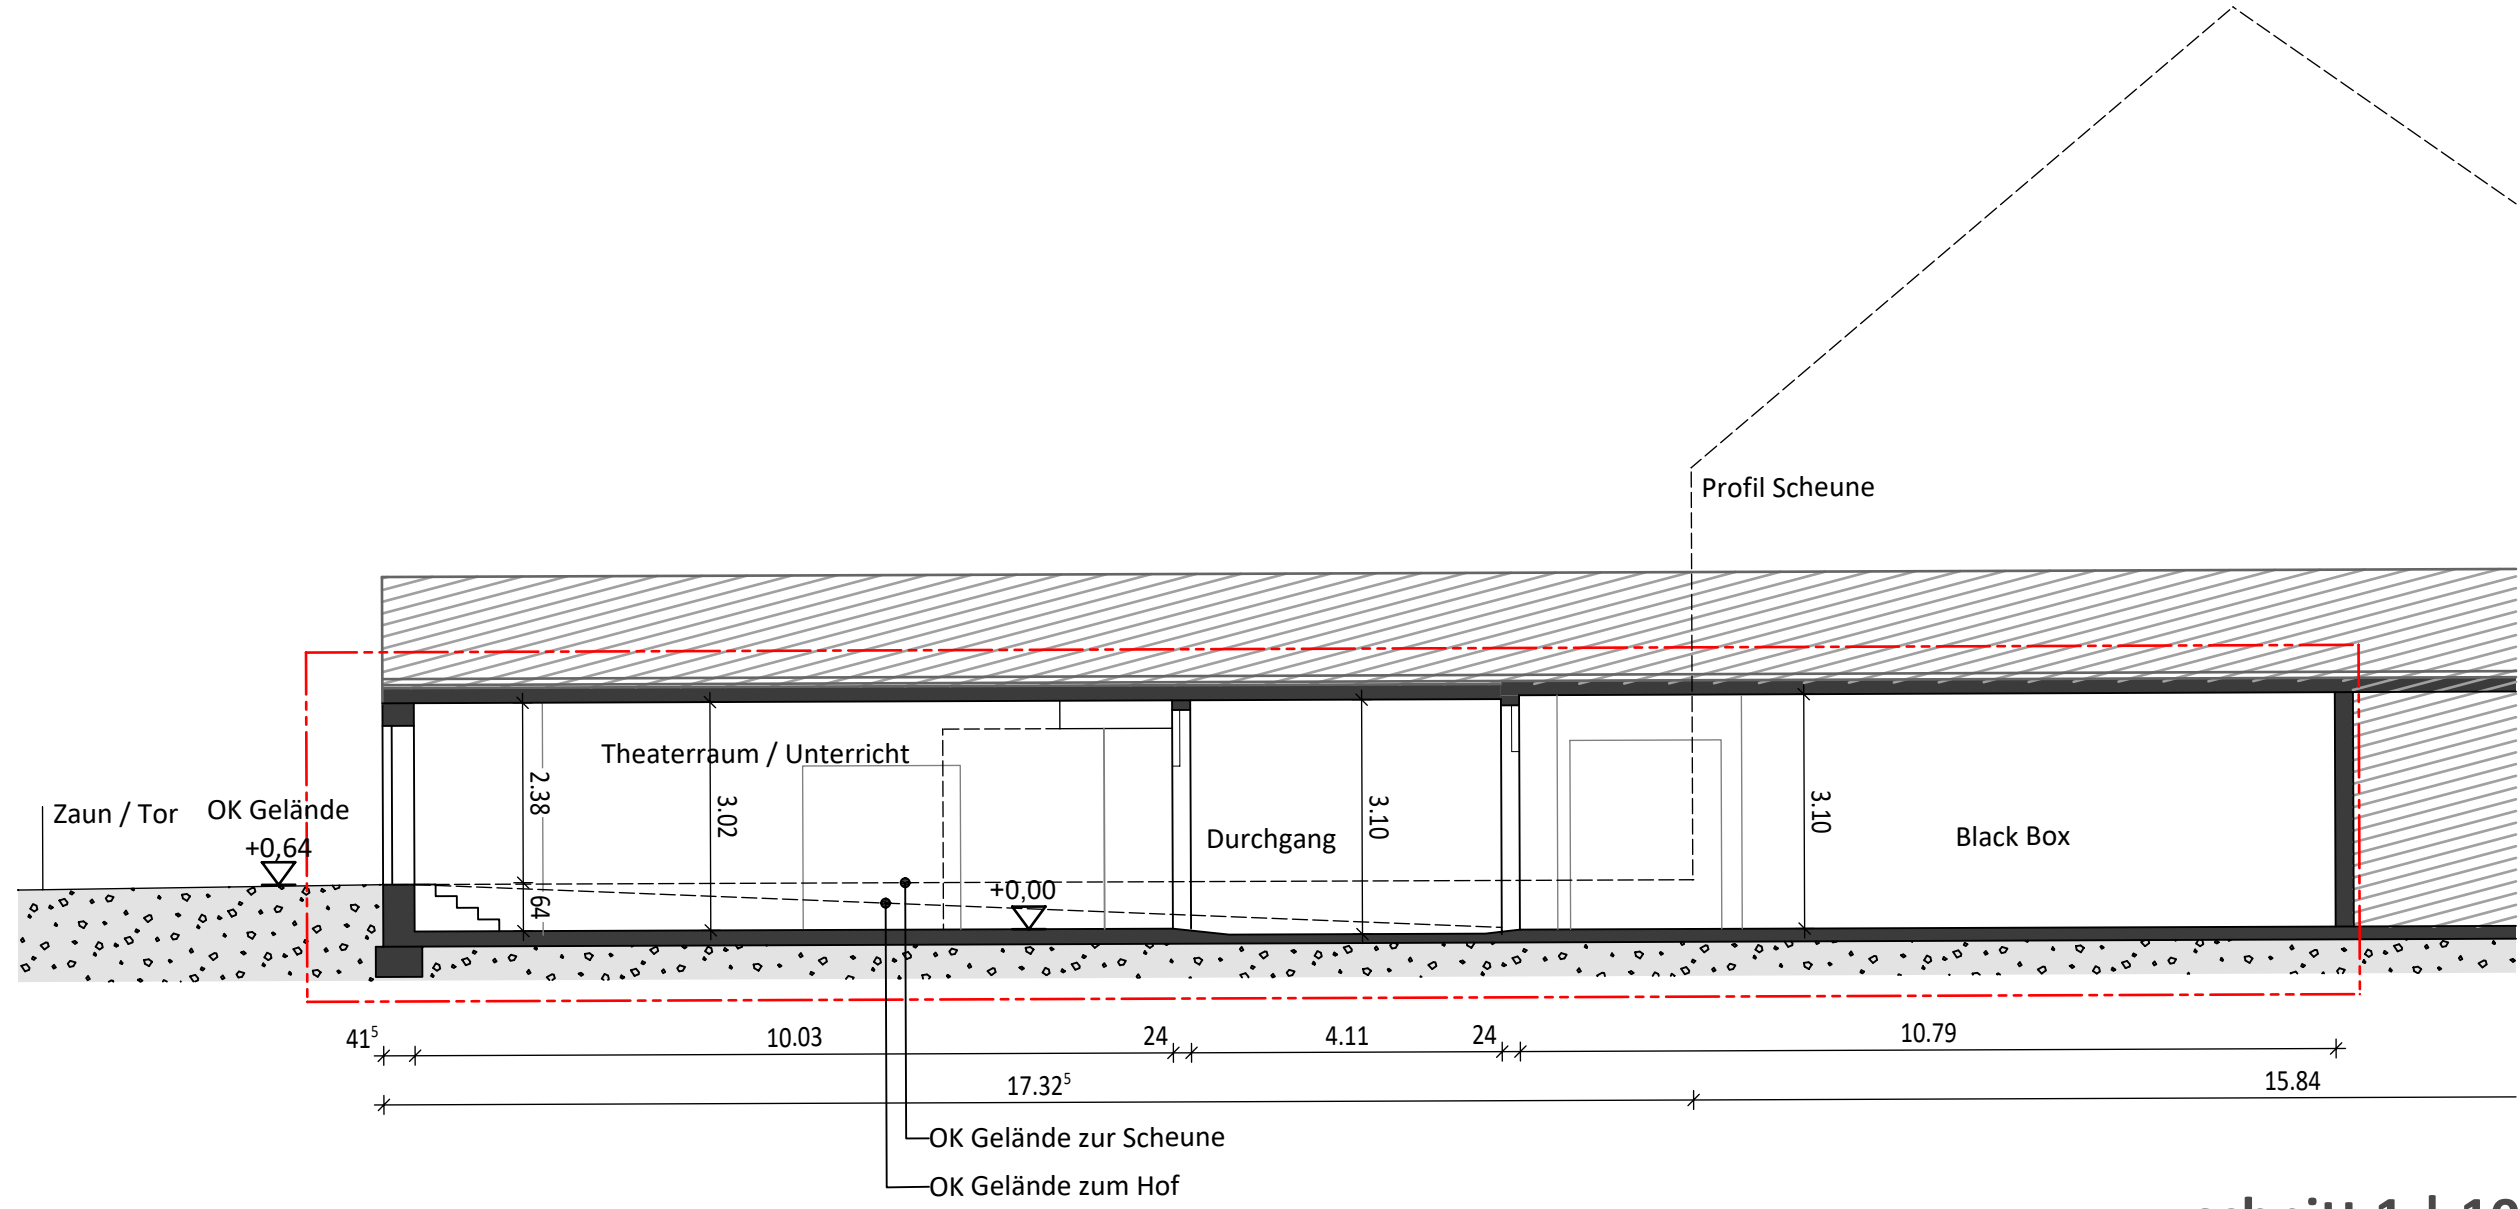 Profil Scheune
Theaterraum / Unterricht
2.38
3.02
3.10
3.10
Zaun / Tor
OK Gelände
+0,64
Durchgang
Black Box
+0,00
64
41⁵
10.03
24
4.11
24
10.79
17.32⁵
15.84
OK Gelände zur Scheune
OK Gelände zum Hof